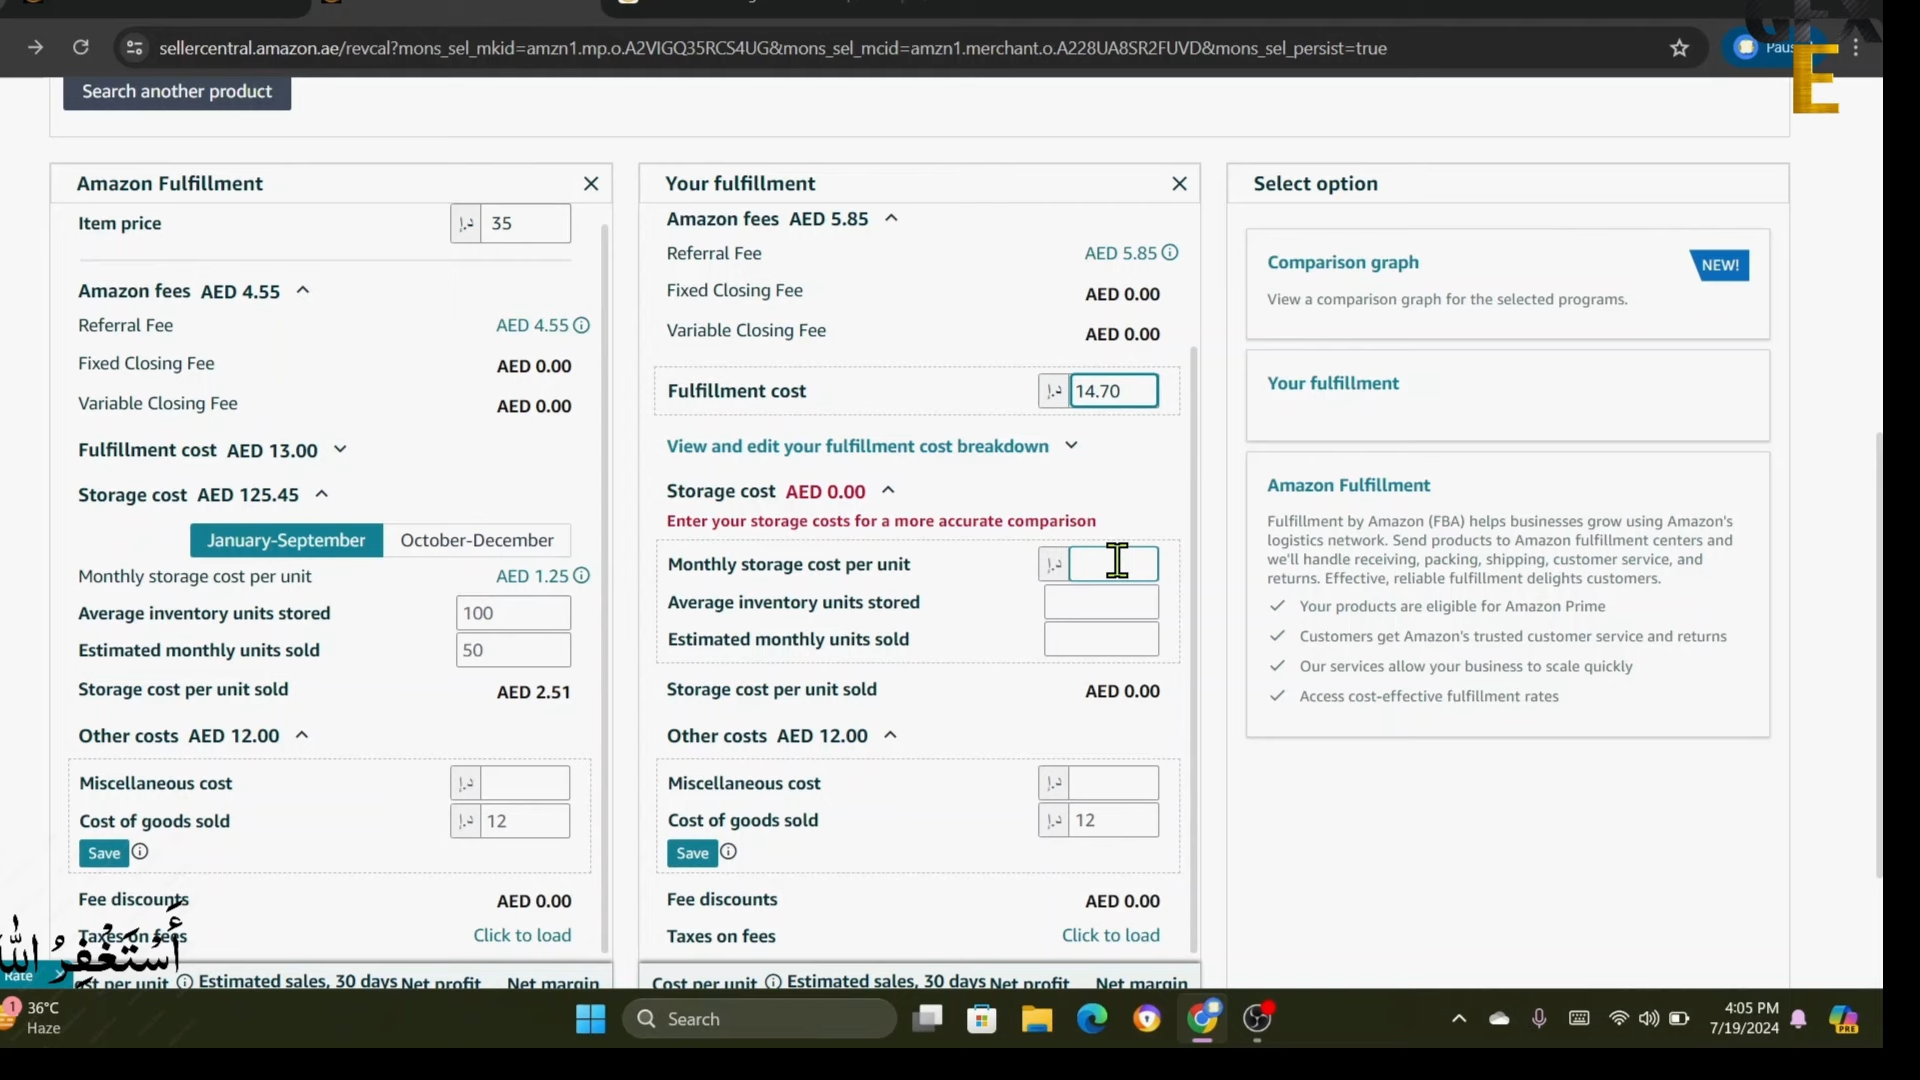 sellercentral.amazon.ae/revcal?mons_sel_mkid=amzn1.mp.o.A2VIGQ35RCS4UG&mons_sel_mcid=amzn1.merchant.o.A228UA8SR2FUVD&mons_sel_persist=true
E
Search another product
Amazon Fulfillment
Item price
د.إ 35
Amazon fees AED 4.55
Referral Fee AED 4.55
Fixed Closing Fee AED 0.00
Variable Closing Fee AED 0.00
Fulfillment cost AED 13.00
Storage cost AED 125.45
January-September October-December
Monthly storage cost per unit AED 1.25
Average inventory units stored 100
Estimated monthly units sold 50
Storage cost per unit sold AED 2.51
Other costs AED 12.00
Miscellaneous cost د.إ
Cost of goods sold د.إ 12
Save
Fee discounts AED 0.00
Taxes on fees Click to load
Estimated sales, 30 days Net profit Net margin
Your fulfillment
Amazon fees AED 5.85
Referral Fee AED 5.85
Fixed Closing Fee AED 0.00
Variable Closing Fee AED 0.00
Fulfillment cost د.إ 14.70
View and edit your fulfillment cost breakdown
Storage cost AED 0.00
Enter your storage costs for a more accurate comparison
Monthly storage cost per unit د.إ
Average inventory units stored
Estimated monthly units sold
Storage cost per unit sold AED 0.00
Other costs AED 12.00
Miscellaneous cost د.إ
Cost of goods sold د.إ 12
Save
Fee discounts AED 0.00
Taxes on fees Click to load
Cost per unit Estimated sales, 30 days Net profit Net margin
Select option
Comparison graph
NEW!
View a comparison graph for the selected programs.
Your fulfillment
Amazon Fulfillment
Fulfillment by Amazon (FBA) helps businesses grow using Amazon's
logistics network. Send products to Amazon fulfillment centers and
we'll handle receiving, packing, shipping, customer service, and
returns. Effective, reliable fulfillment delights customers.
Your products are eligible for Amazon Prime
Customers get Amazon's trusted customer service and returns
Our services allow your business to scale quickly
Access cost-effective fulfillment rates
أَسْتَغْفِرُ اللهَ
Rate
1
36°C
Haze
Search
4:05 PM
7/19/2024
PRE